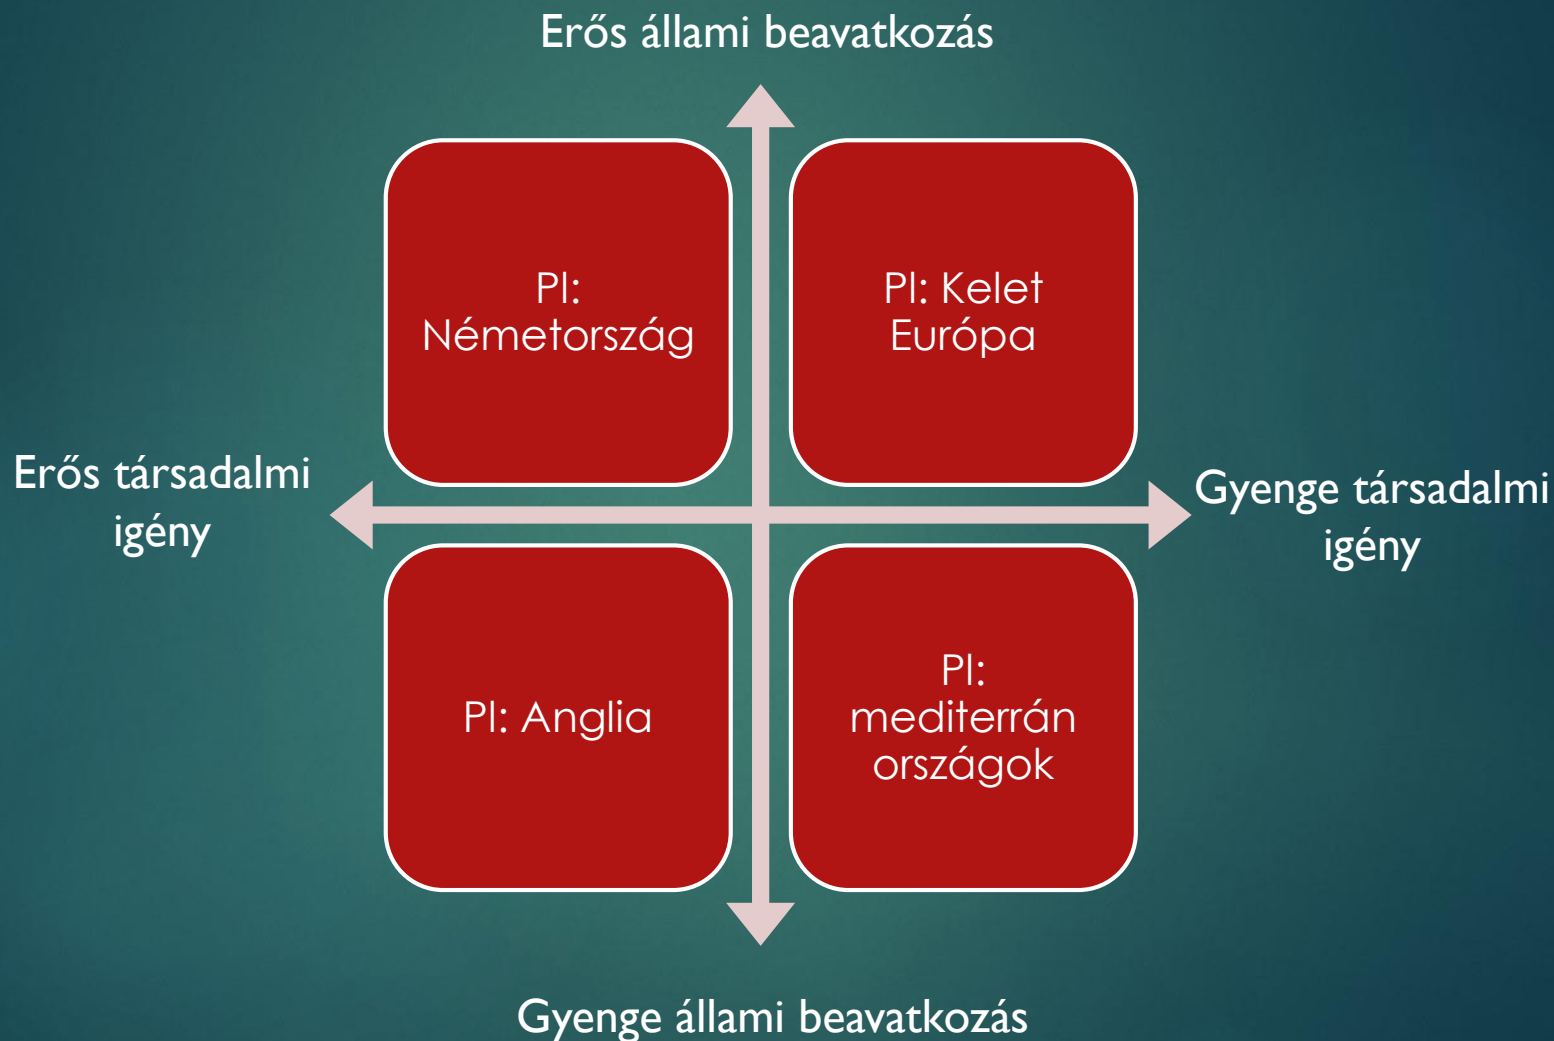 Erős állami beavatkozás
Pl:
Németország
Pl: Kelet
Európa
Erős társadalmi
igény
Gyenge társadalmi
igény
Pl: Anglia
Pl:
mediterrán
országok
Gyenge állami beavatkozás